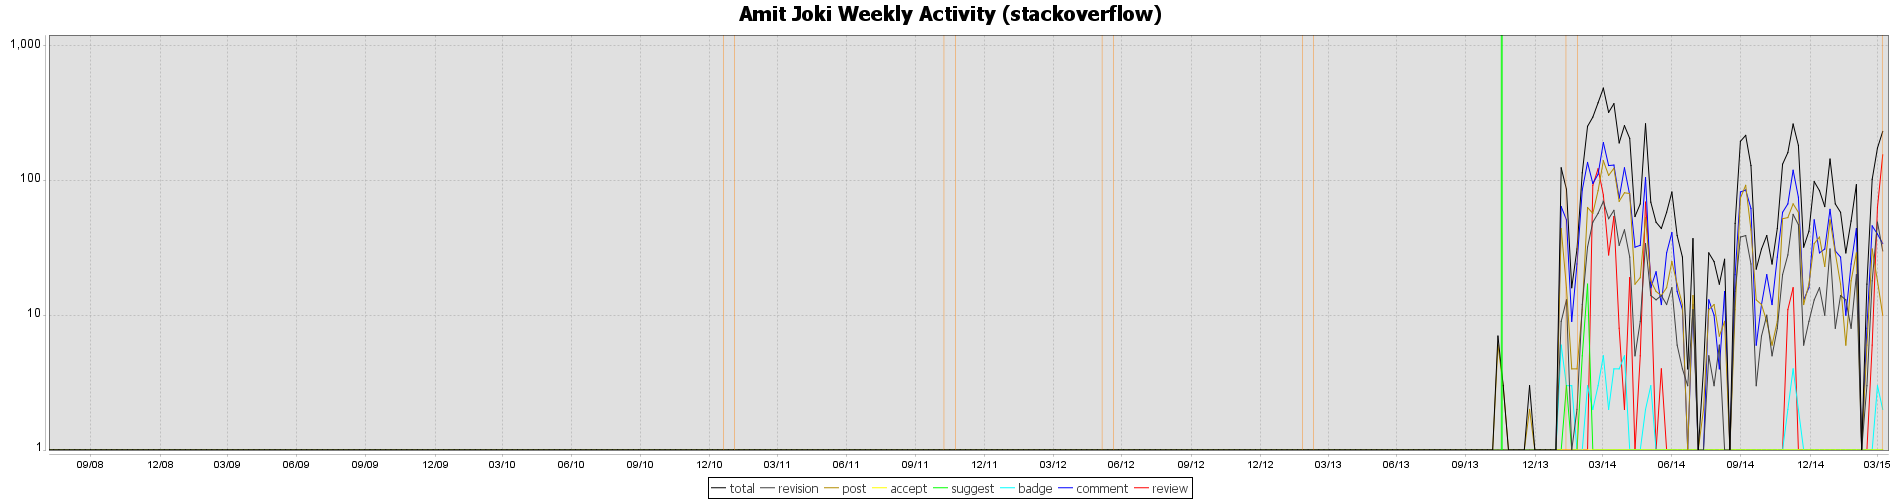 Amit Joki Weekly Activity (stackoverflow)
1,000
100
10
1
09/08 12/08 03/09 06/09 09/09 12/09 03/10 06/10 09/10 12/10 03/11 06/11 09/11 12/11 03/12 06/12 09/12 12/12 03/13 06/13 09/13 12/13 03/14 06/14 09/14 12/14 03/15
total revision post accept suggest badge comment review